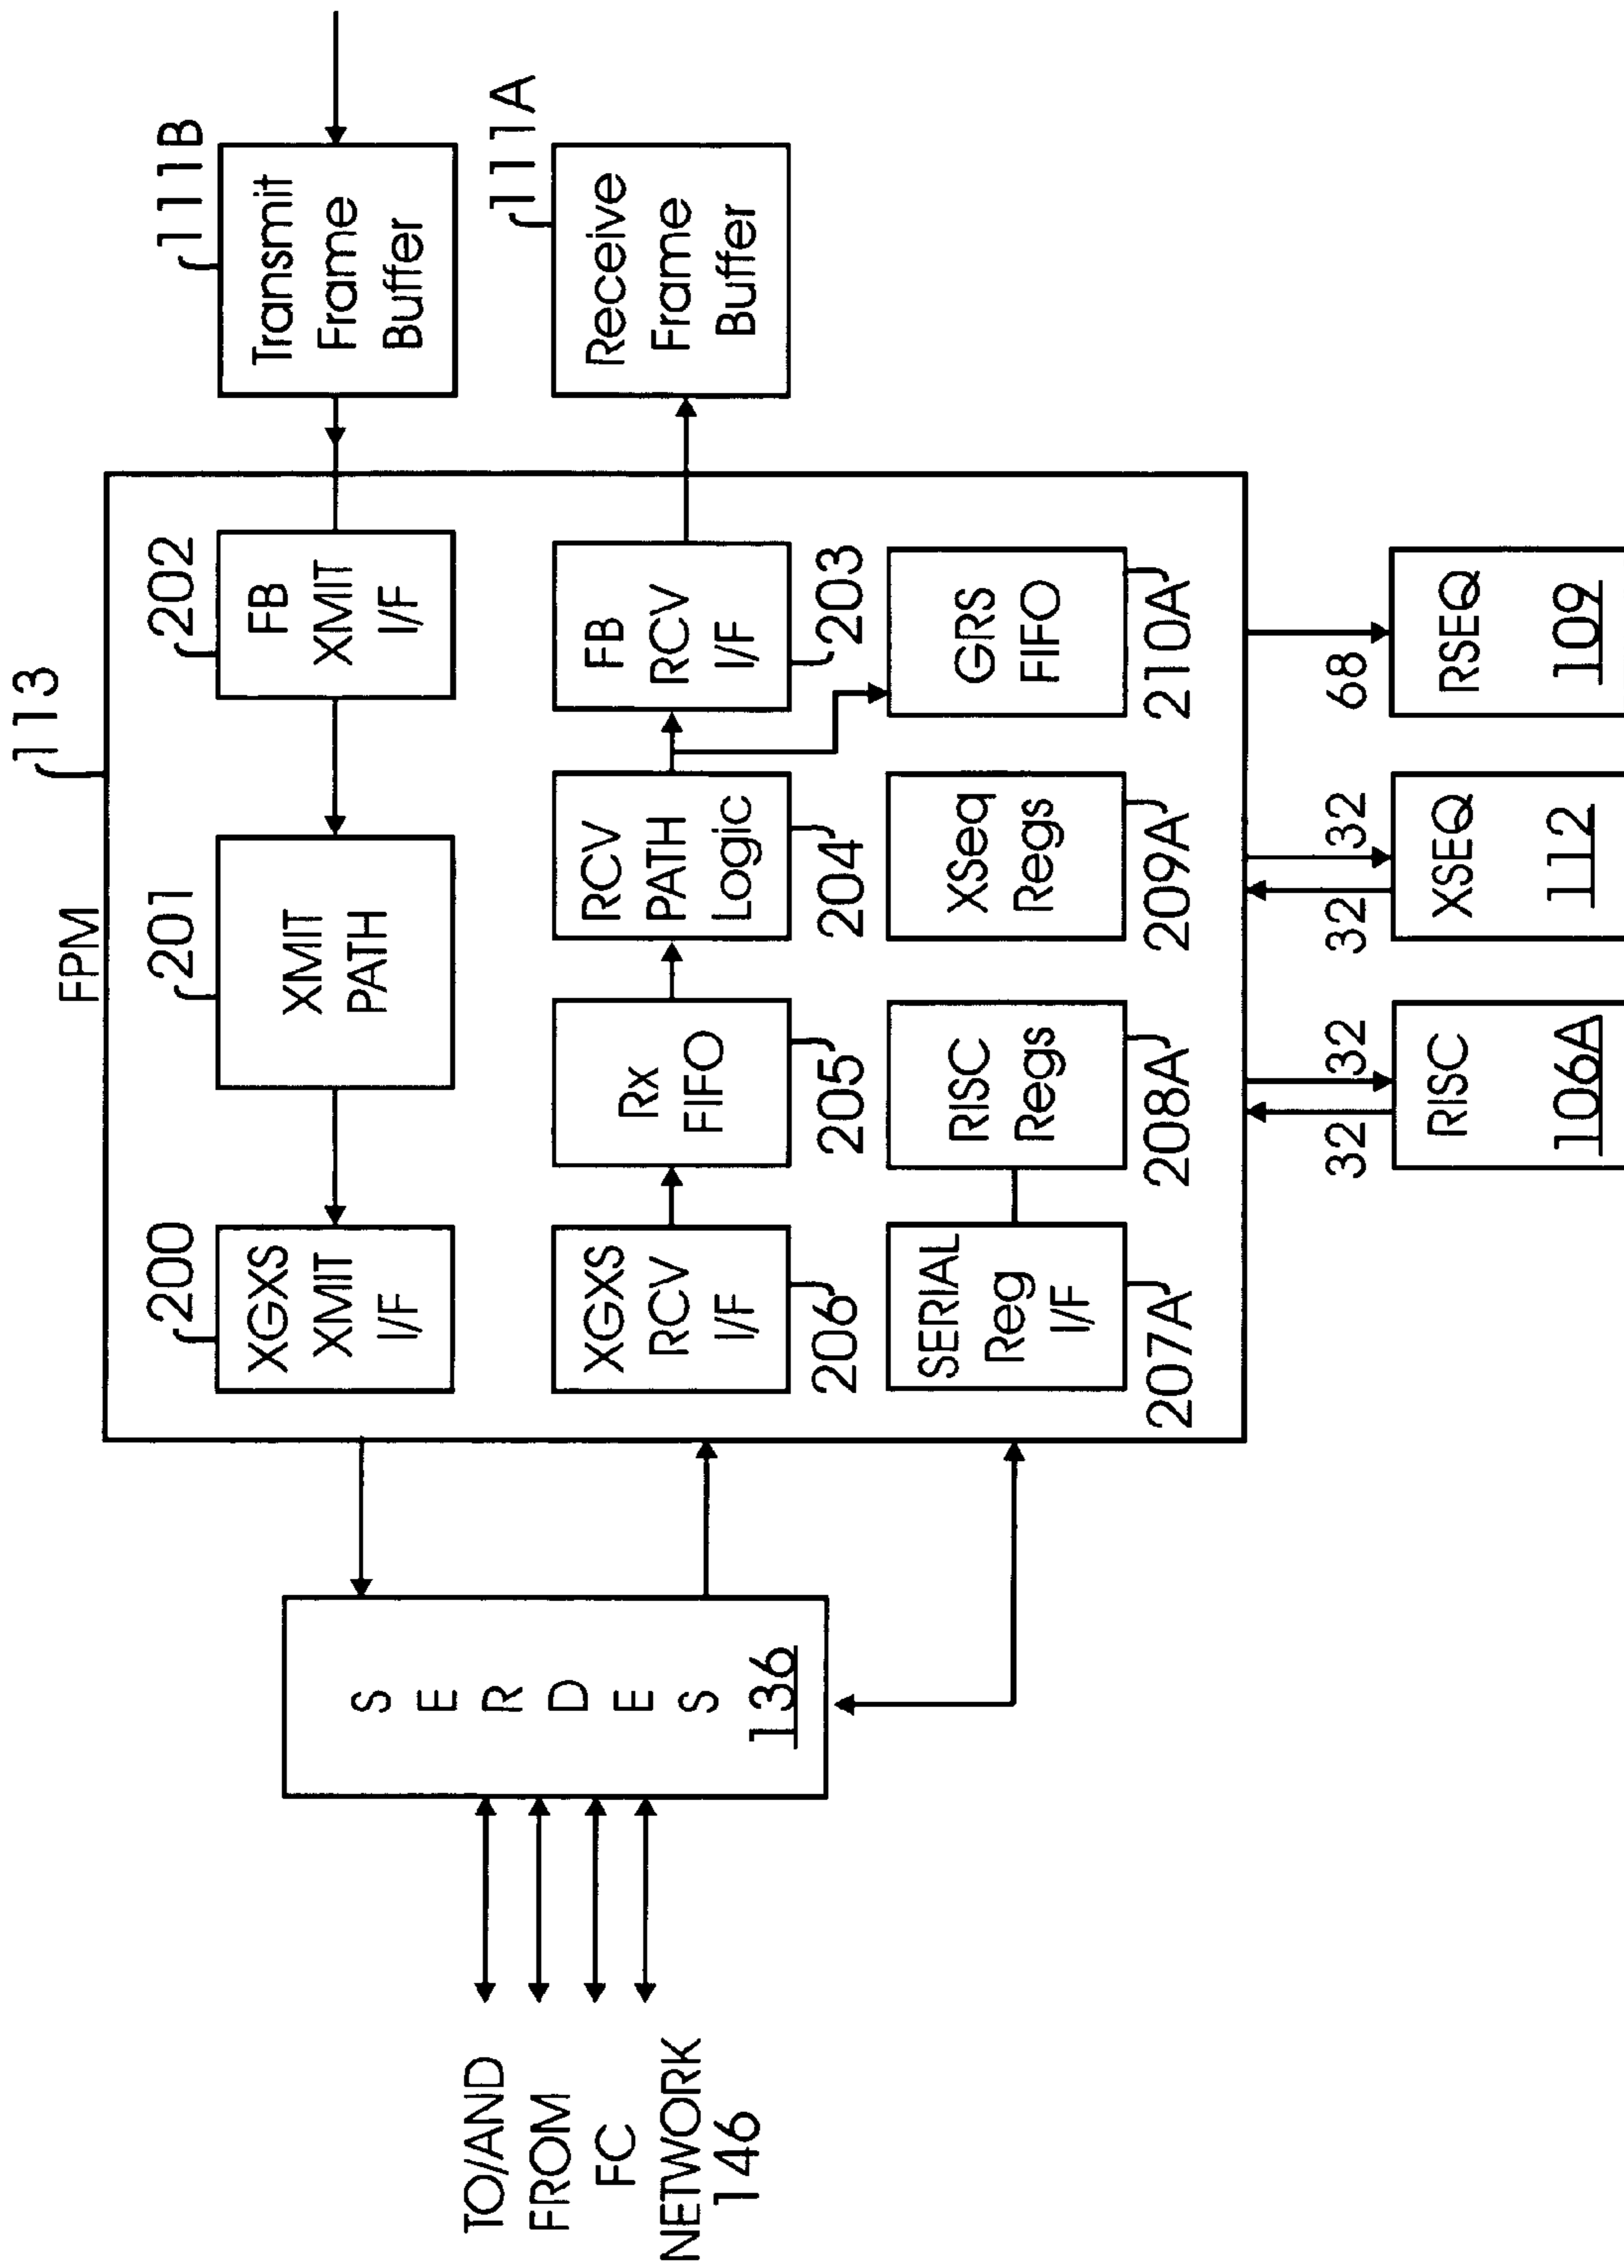 113
FPM
200
XGXS
XMIT
I/F
201
XMIT
PATH
202
FB
XMIT
I/F
111B
Transmit
Frame
Buffer
S
E
R
D
E
S
136
TO/AND
FROM
FC
NETWORK
146
XGXS
RCV
I/F
206
Rx
FIFO
205
RCV
PATH
Logic
204
FB
RCV
I/F
203
111A
Receive
Frame
Buffer
SERIAL
Reg
I/F
207A
RISC
Regs
208A
XSeq
Regs
209A
GRS
FIFO
210A
32
32
RISC
106A
32
32
XSEQ
112
68
RSEQ
109